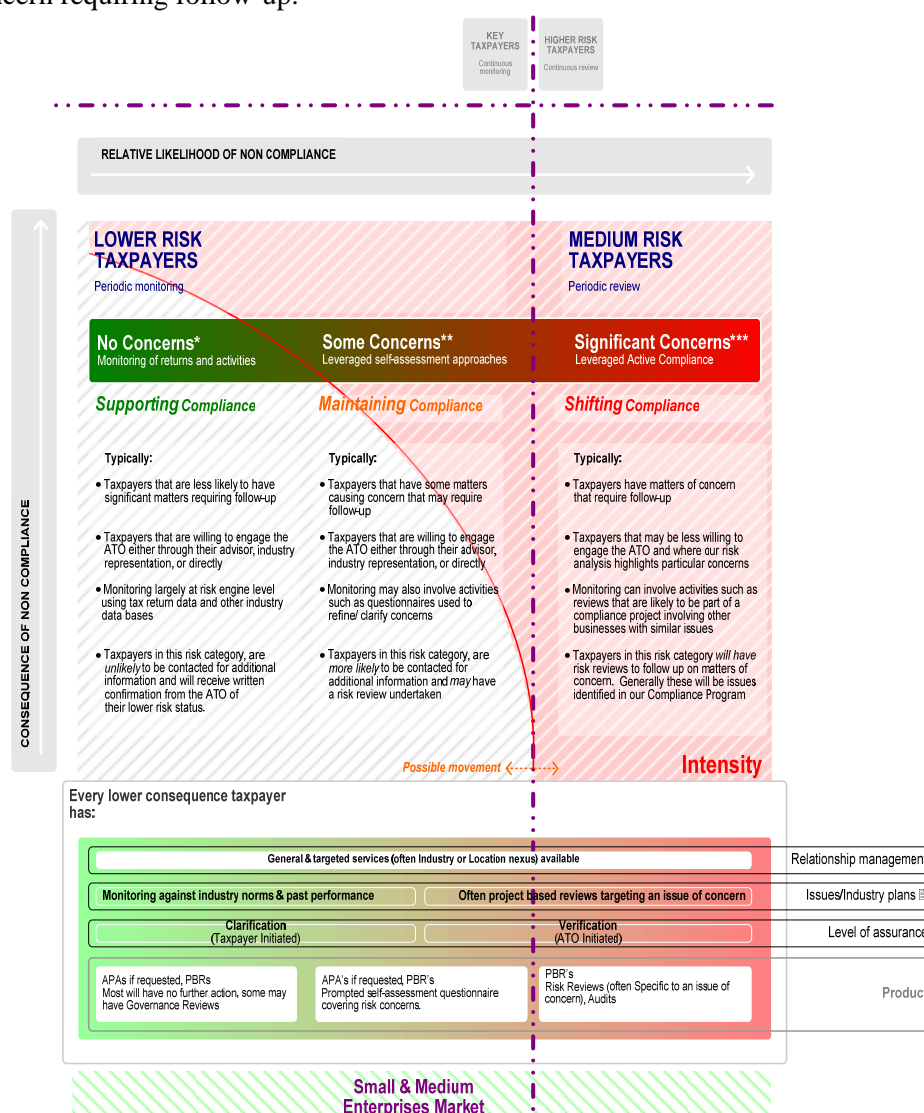 cern requiring follow-up.
KEY
TAXPAYERS
Continuous
monitoring
HIGHER RISK
TAXPAYERS
Continuous review
RELATIVE LIKELIHOOD OF NON COMPLIANCE
CONSEQUENCE OF NON COMPLIANCE
LOWER RISK
TAXPAYERS
Periodic monitoring
MEDIUM RISK
TAXPAYERS
Periodic review
No Concerns*
Monitoring of returns and activities
Some Concerns**
Leveraged self-assessment approaches
Significant Concerns***
Leveraged Active Compliance
Supporting Compliance
Maintaining Compliance
Shifting Compliance
Typically:
• Taxpayers that are less likely to have
significant matters requiring follow-up
• Taxpayers that are willing to engage the
ATO either through their advisor, industry
representation, or directly
• Monitoring largely at risk engine level
using tax return data and other industry
data bases
• Taxpayers in this risk category, are
unlikely to be contacted for additional
information and will receive written
confirmation from the ATO of
their lower risk status.
Typically:
• Taxpayers that have some matters
causing concern that may require
follow-up
• Taxpayers that are willing to engage
the ATO either through their advisor,
industry representation, or directly
• Monitoring may also involve activities
such as questionnaires used to
refine/ clarify concerns
• Taxpayers in this risk category, are
more likely to be contacted for
additional information and may have
a risk review undertaken
Typically:
• Taxpayers have matters of concern
that require follow-up
• Taxpayers that may be less willing to
engage the ATO and where our risk
analysis highlights particular concerns
• Monitoring can involve activities such as
reviews that are likely to be part of a
compliance project involving other
businesses with similar issues
• Taxpayers in this risk category will have
risk reviews to follow up on matters of
concern. Generally these will be issues
identified in our Compliance Program
Possible movement
Intensity
Every lower consequence taxpayer
has:
General & targeted services (often Industry or Location nexus) available
Relationship management
Monitoring against industry norms & past performance
Often project based reviews targeting an issue of concern
Issues/Industry plans
Clarification
(Taxpayer Initiated)
Verification
(ATO Initiated)
Level of assurance
APAs if requested, PBRs
Most will have no further action, some may
have Governance Reviews
APA's if requested, PBR's
Prompted self-assessment questionnaire
covering risk concerns.
PBR's
Risk Reviews (often Specific to an issue of
concern), Audits
Produc
Small & Medium
Enterprises Market